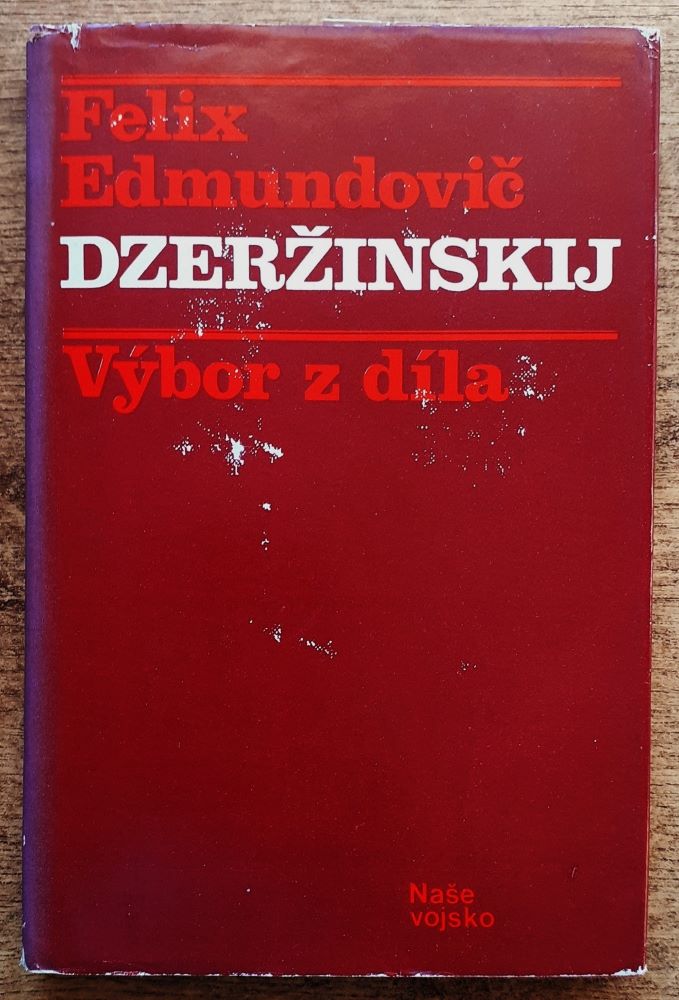 Felix
Edmundovič
DZERŽINSKIJ
Výbor z díla
Naše
vojsko